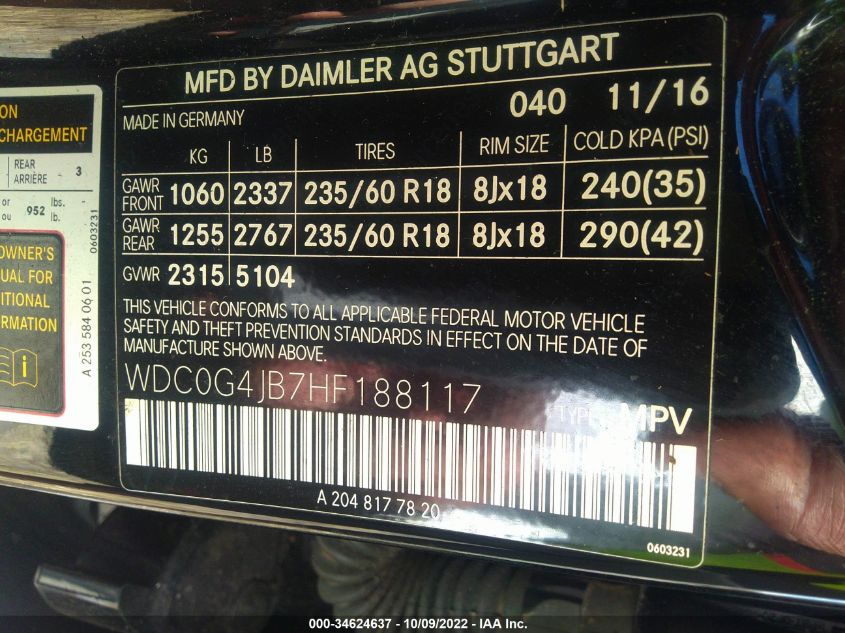 ON
CHARGEMENT
REAR
ARRIÈRE - 3
or lbs.
ou 952 lb.
0603231
OWNER'S
UAL FOR
ITIONAL
FORMATION
i
A 253 584 06 01
MFD BY DAIMLER AG STUTTGART
MADE IN GERMANY 040 11/16
KG LB TIRES RIM SIZE COLD KPA (PSI)
GAWR FRONT 1060 2337 235/60 R18 8Jx18 240(35)
GAWR REAR 1255 2767 235/60 R18 8Jx18 290(42)
GVWR 2315 5104
THIS VEHICLE CONFORMS TO ALL APPLICABLE FEDERAL MOTOR VEHICLE
SAFETY AND THEFT PREVENTION STANDARDS IN EFFECT ON THE DATE OF
MANUFACTURE SHOWN ABOVE.
WDC0G4JB7HF188117
TYPE: MPV
A 204 817 78 20
0603231
000-34624637 - 10/09/2022 - IAA Inc.